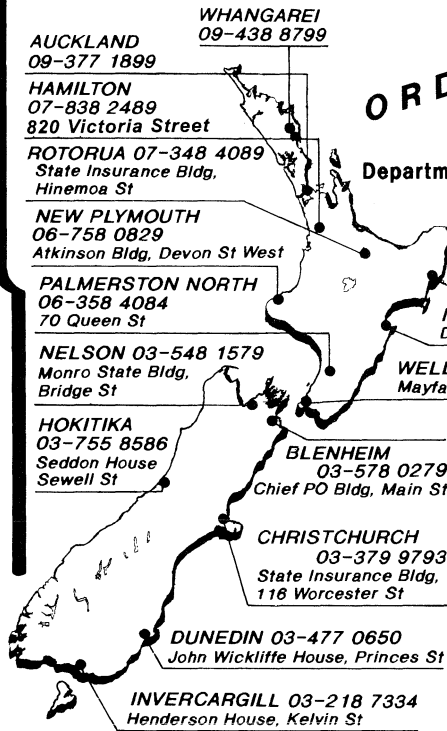 WHANGAREI
09-438 8799
AUCKLAND
09-377 1899
HAMILTON
07-838 2489
820 Victoria Street
ORD
ROTORUA 07-348 4089
State Insurance Bldg,
Hinemoa St
Departm
NEW PLYMOUTH
06-758 0829
Atkinson Bldg, Devon St West
PALMERSTON NORTH
06-358 4084
70 Queen St
NELSON 03-548 1579
Monro State Bldg,
Bridge St
WELL
Mayfa
HOKITIKA
03-755 8586
Seddon House
Sewell St
BLENHEIM
03-578 0279
Chief PO Bldg, Main St
CHRISTCHURCH
03-379 9793
State Insurance Bldg,
116 Worcester St
DUNEDIN 03-477 0650
John Wickliffe House, Princes St
INVERCARGILL 03-218 7334
Henderson House, Kelvin St